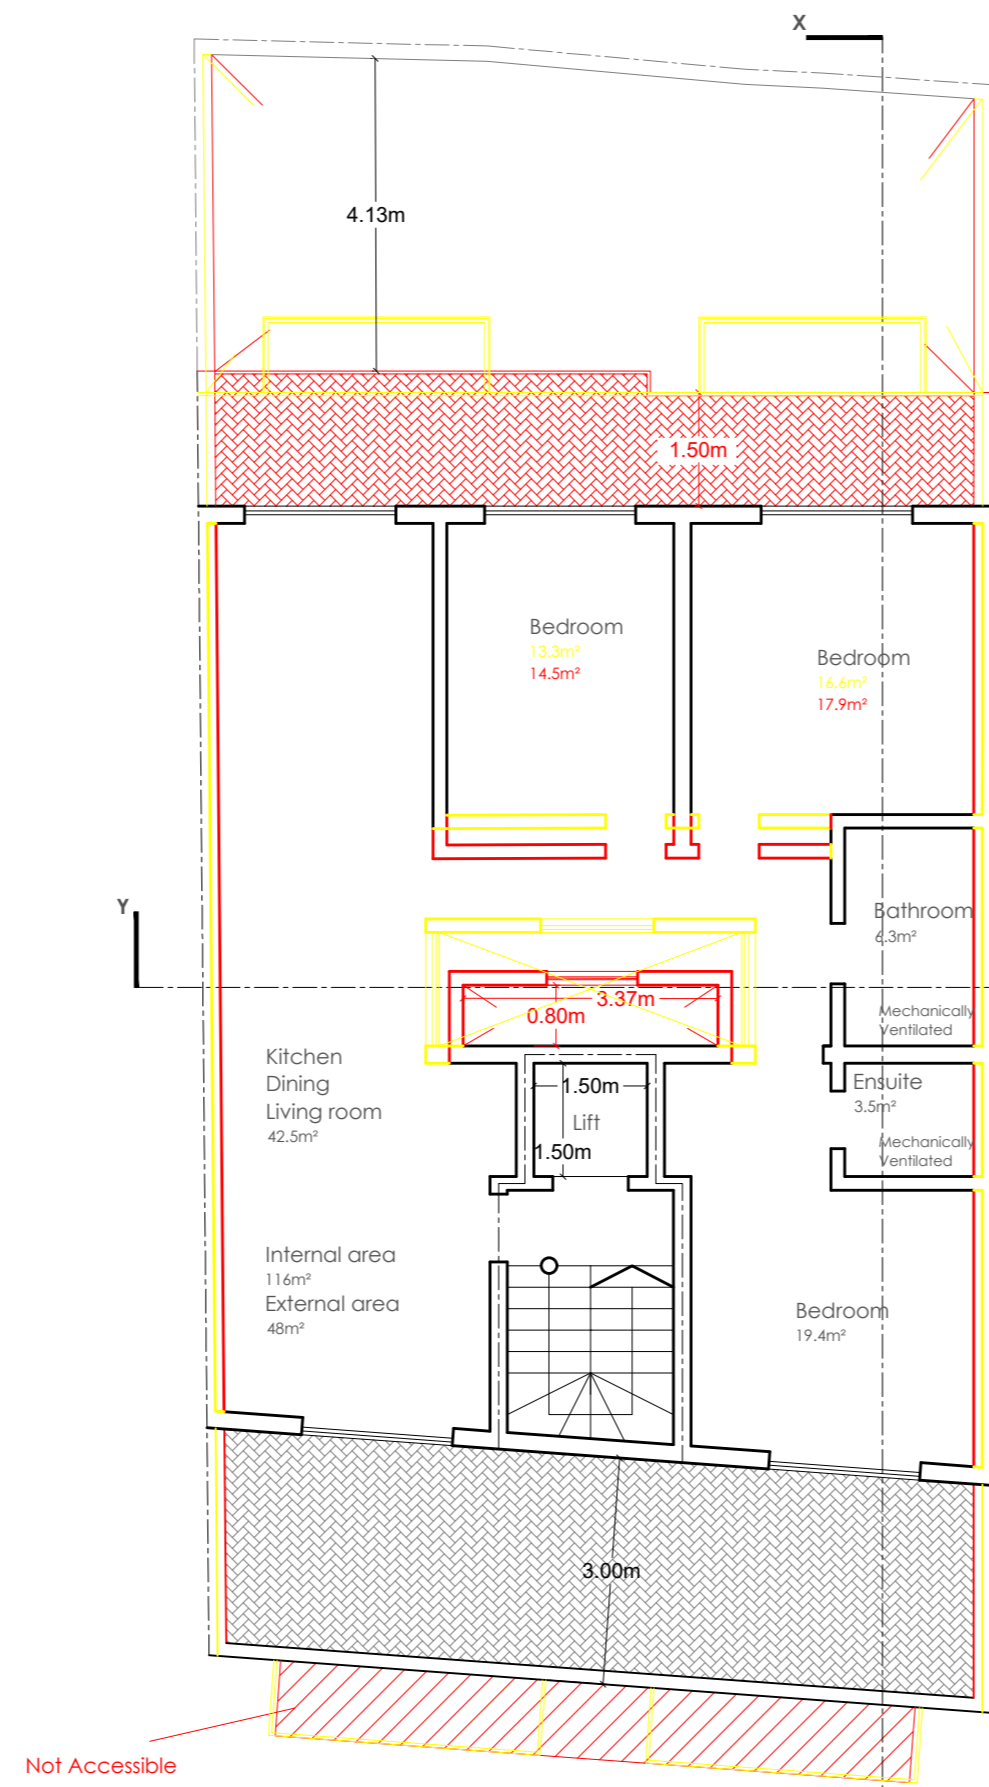 X
4.13m
1.50m
Bedroom
13.3m²
14.5m²
Bedroom
16.6m²
17.9m²
Y
Bathroom
6.3m²
3.37m
0.80m
Mechanically
Ventilated
Kitchen
Dining
Living room
42.5m²
1.50m
Lift
1.50m
Ensuite
3.5m²
Mechanically
Ventilated
Internal area
116m²
External area
48m²
Bedroom
19.4m²
3.00m
Not Accessible